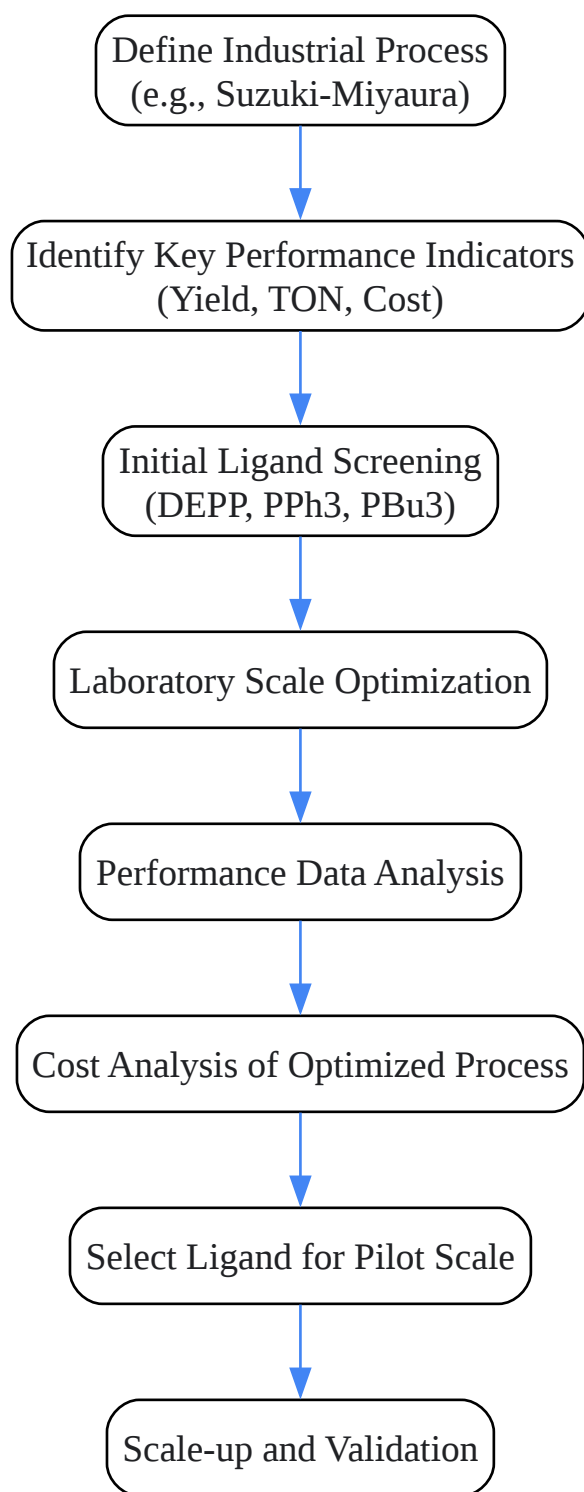 Define Industrial Process
(e.g., Suzuki-Miyaura)
Identify Key Performance Indicators
(Yield, TON, Cost)
Initial Ligand Screening
(DEPP, PPh3, PBu3)
Laboratory Scale Optimization
Performance Data Analysis
Cost Analysis of Optimized Process
Select Ligand for Pilot Scale
Scale-up and Validation